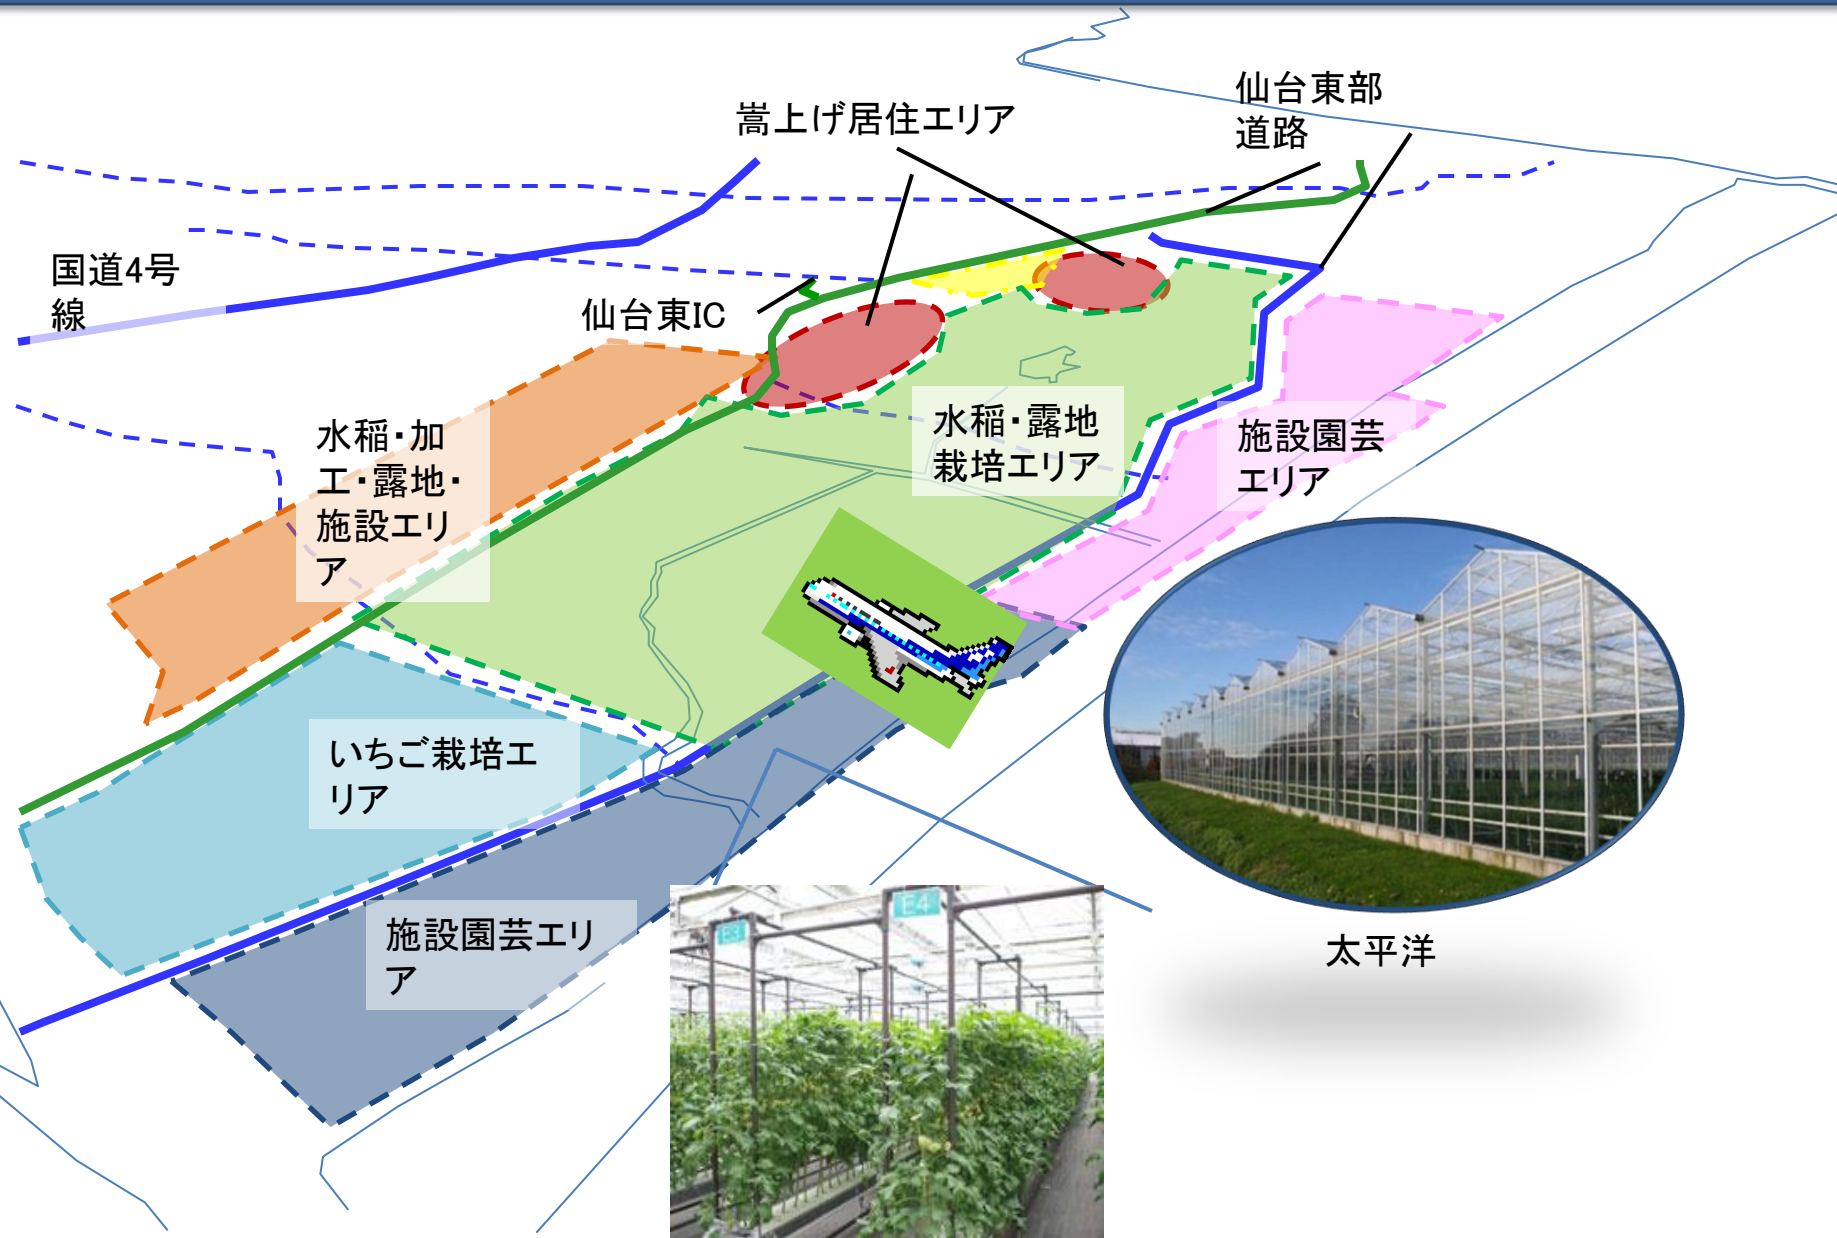 嵩上げ居住エリア
仙台東部
道路
国道4号
線
仙台東IC
水稲・加
工・露地・
施設エリ
ア
水稲・露地
栽培エリア
施設園芸
エリア
いちご栽培エ
リア
施設園芸エリ
ア
E3
E4
太平洋